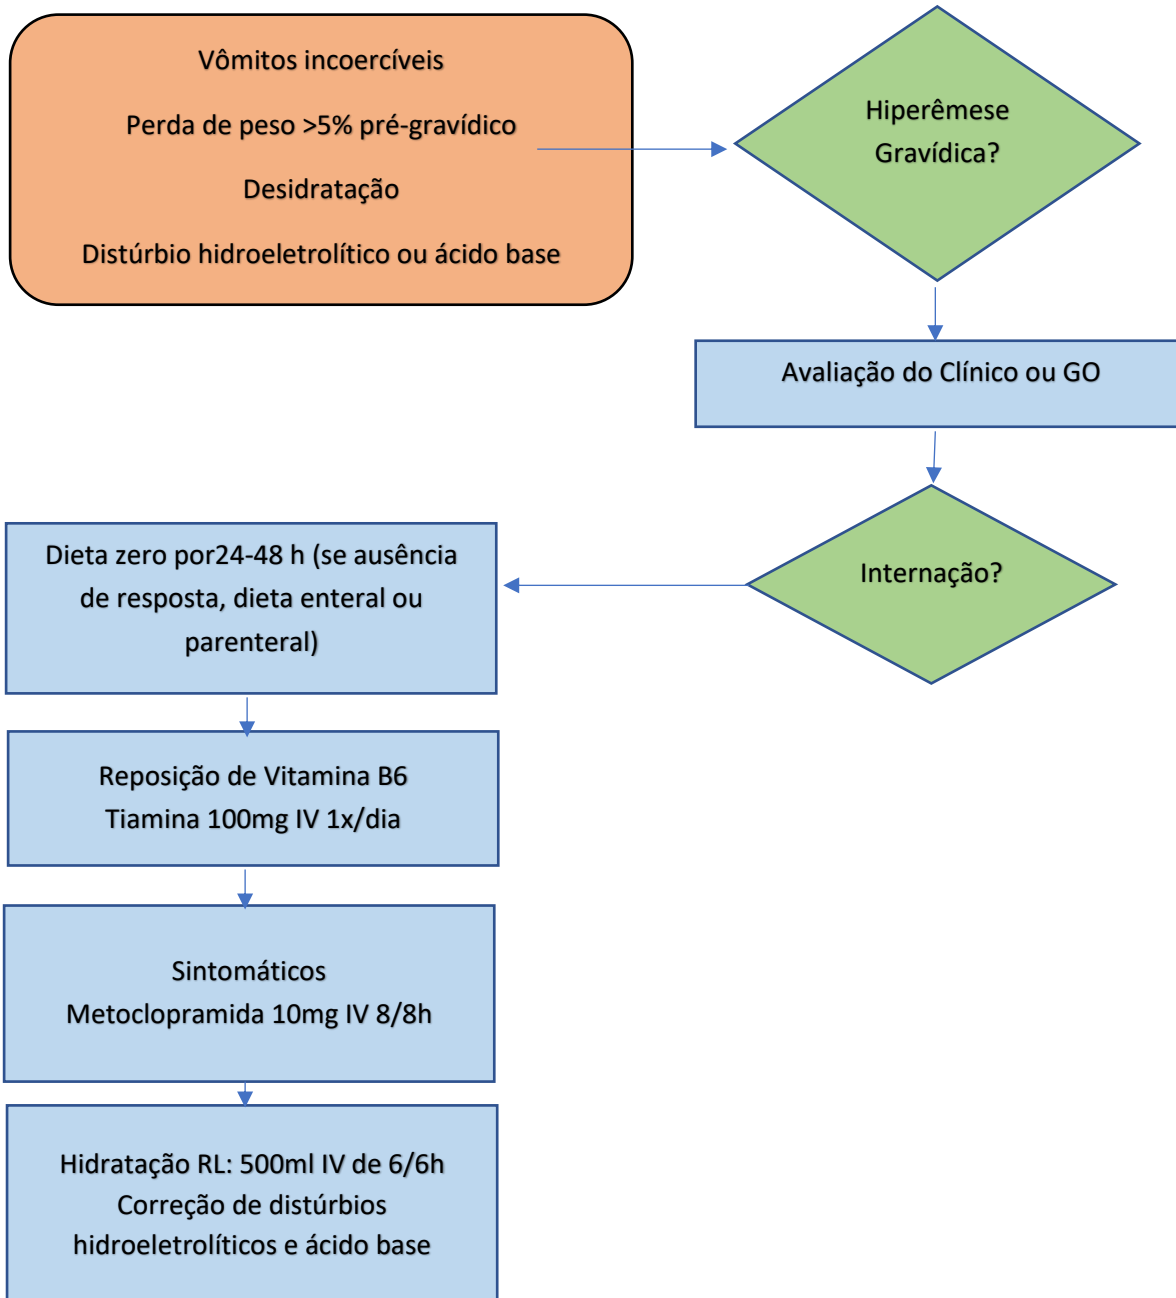 Vômitos incoercíveis
Perda de peso >5% pré-gravídico
Desidratação
Distúrbio hidroeletrolítico ou ácido base
Hiperêmese
Gravídica?
Avaliação do Clínico ou GO
Internação?
Dieta zero por24-48 h (se ausência
de resposta, dieta enteral ou
parenteral)
Reposição de Vitamina B6
Tiamina 100mg IV 1x/dia
Sintomáticos
Metoclopramida 10mg IV 8/8h
Hidratação RL: 500ml IV de 6/6h
Correção de distúrbios
hidroeletrolíticos e ácido base